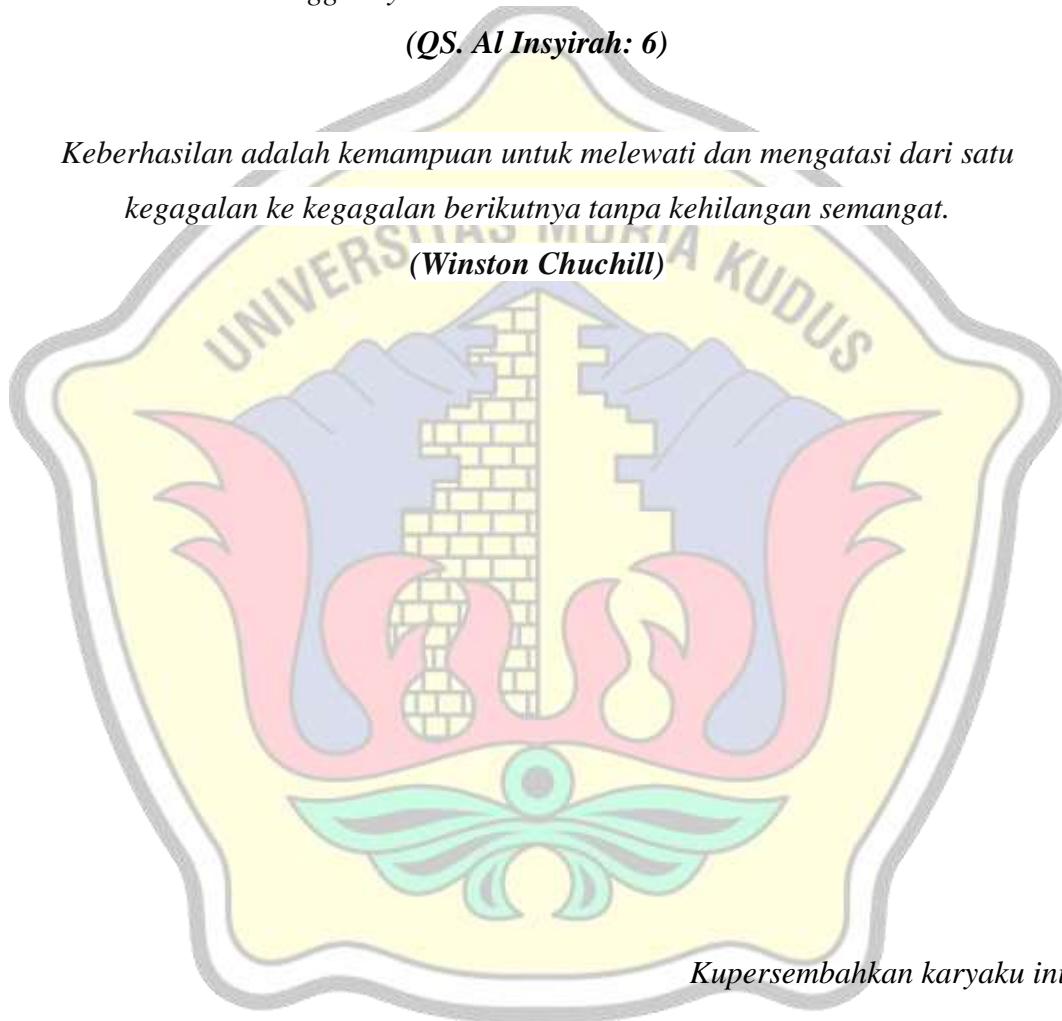 (QS. Al Insyirah: 6)
Keberhasilan adalah kemampuan untuk melewati dan mengatasi dari satu
kegagalan ke kegagalan berikutnya tanpa kehilangan semangat.
(Winston Chuchill)
UNIVERSITAS MURIA KUDUS
Kupersembahkan karyaku ini